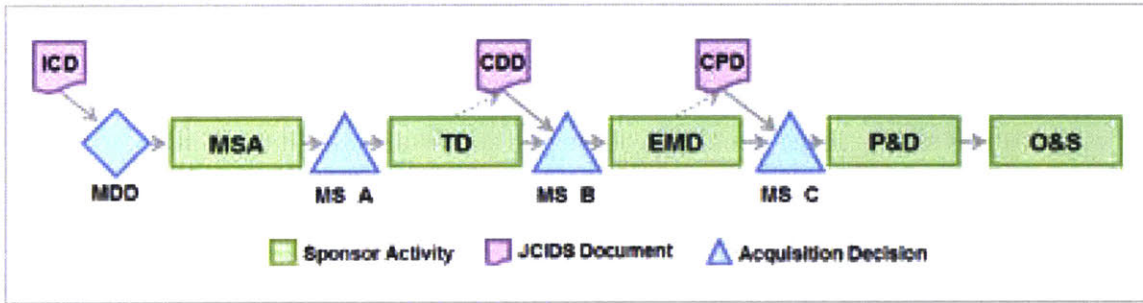 ICD
CDD
CPD
MSA
TD
EMD
P&D
O&S
MDD
MS A
MS B
MS C
Sponsor Activity
JCIDS Document
Acquisition Decision